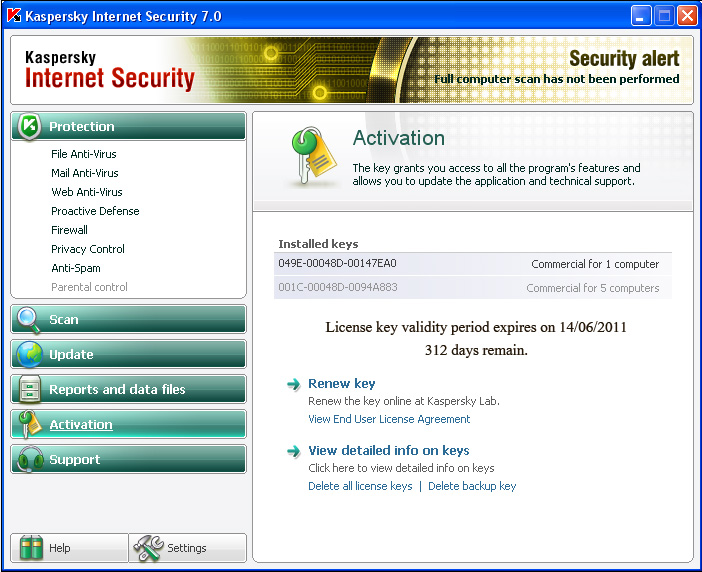 Kaspersky Internet Security 7.0
Kaspersky
Internet Security
Security alert
Full computer scan has not been performed
Protection
File Anti-Virus
Mail Anti-Virus
Web Anti-Virus
Proactive Defense
Firewall
Privacy Control
Anti-Spam
Parental control
Scan
Update
Reports and data files
Activation
Support
Help
Settings
Activation
The key grants you access to all the program's features and
allows you to update the application and technical support.
Installed keys
049E-00048D-00147EA0 Commercial for 1 computer
001C-00048D-0094A883 Commercial for 5 computers
License key validity period expires on 14/06/2011
312 days remain.
Renew key
Renew the key online at Kaspersky Lab.
View End User License Agreement
View detailed info on keys
Click here to view detailed info on keys
Delete all license keys | Delete backup key